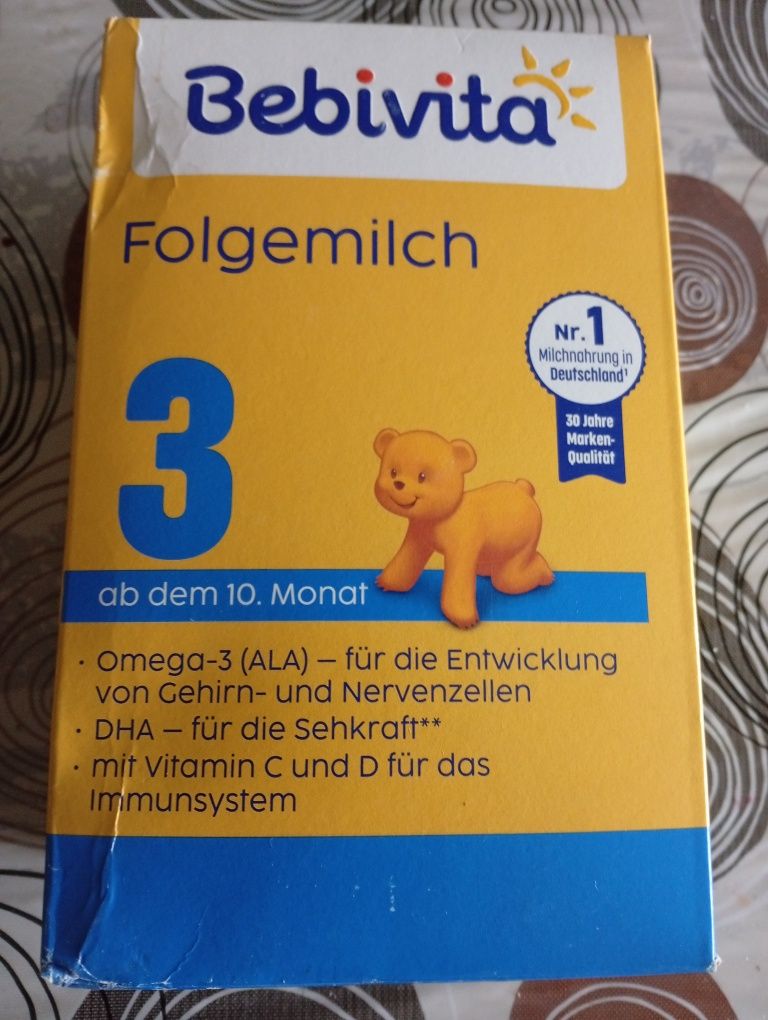 Bebivita
Folgemilch
Nr. 1
Milchnahrung in
Deutschland¹
30 Jahre
Marken-
Qualität
3
ab dem 10. Monat
· Omega-3 (ALA) – für die Entwicklung
von Gehirn- und Nervenzellen
· DHA – für die Sehkraft**
· mit Vitamin C und D für das
Immunsystem